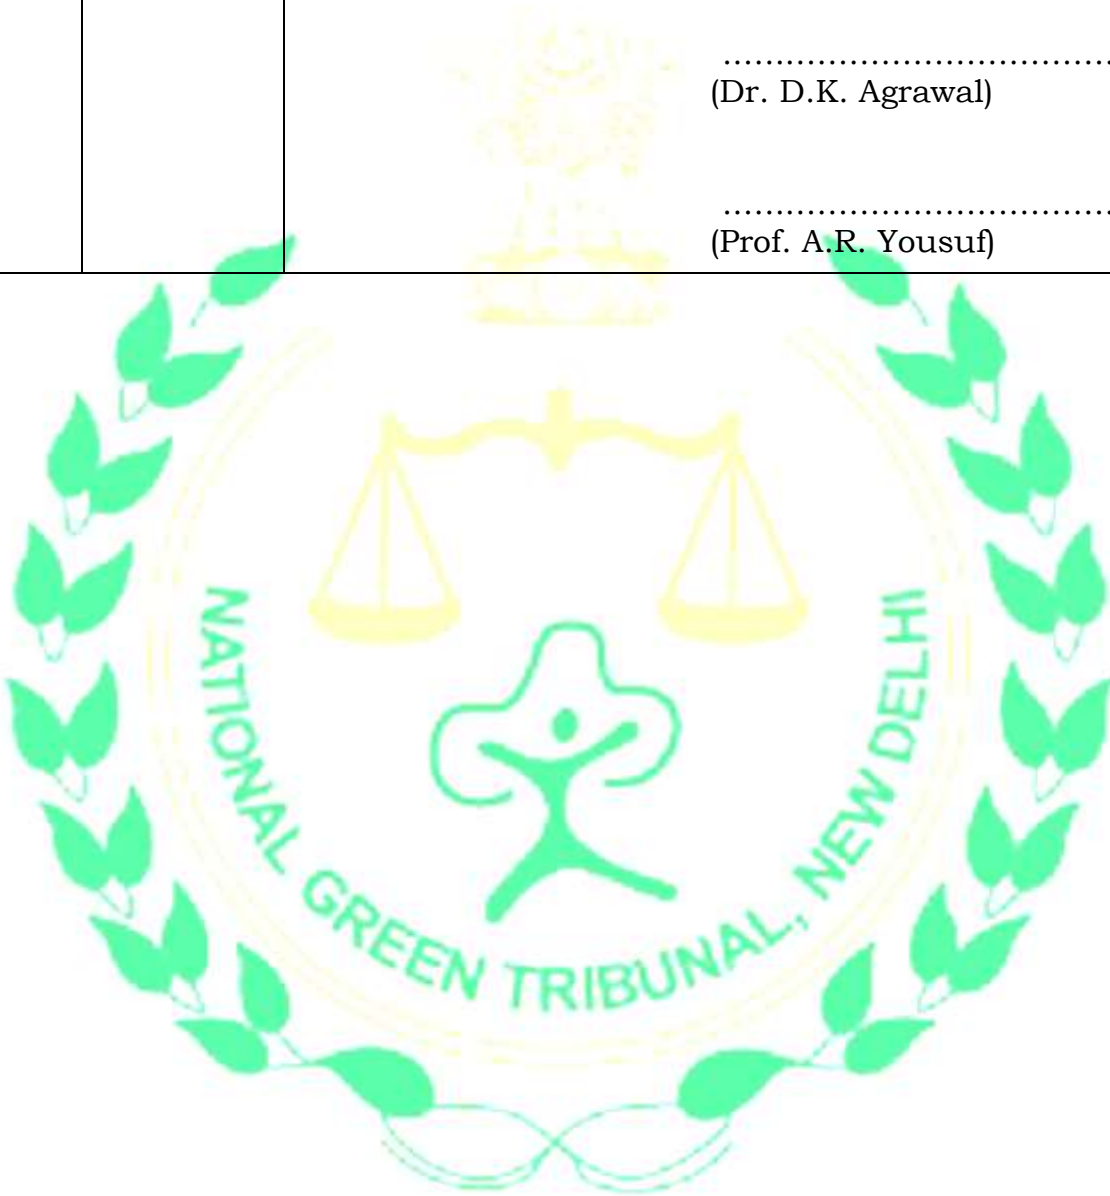 ……………………………….
(Dr. D.K. Agrawal)
……………………………….
(Prof. A.R. Yousuf)
NATIONAL GREEN TRIBUNAL, NEW DELHI